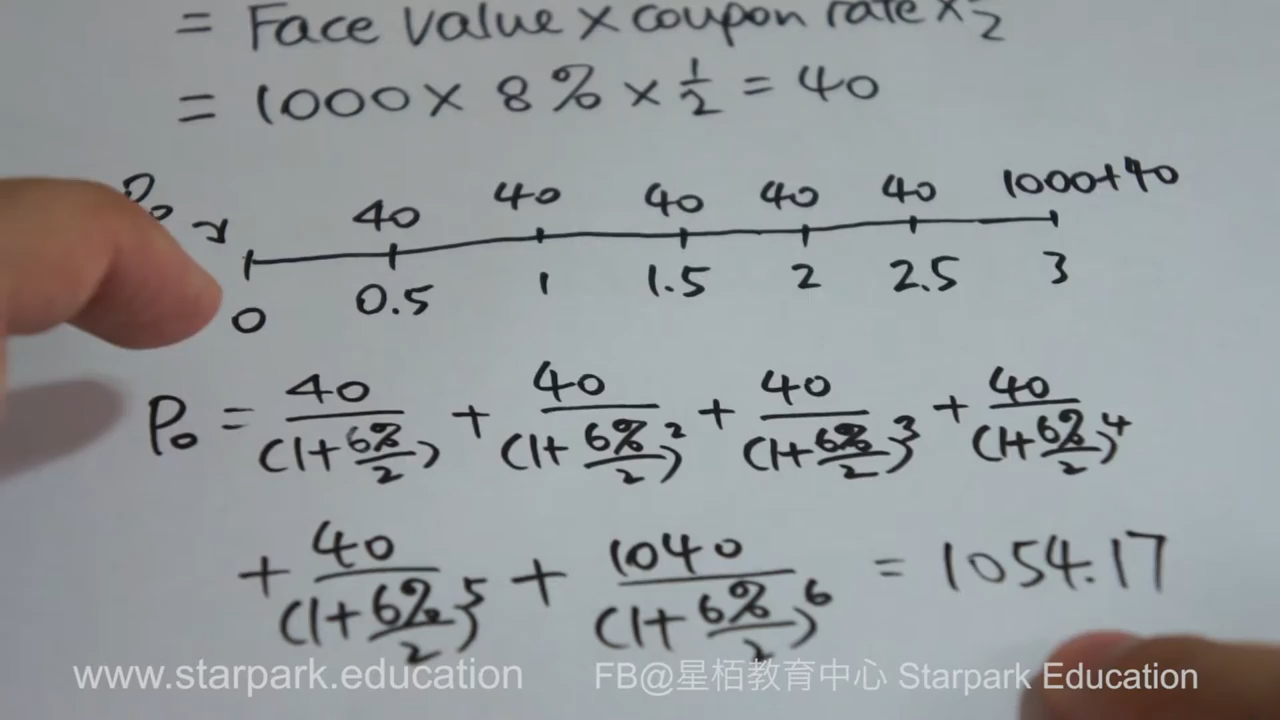 = Face value × coupon rate × 1/2
= 1000 × 8% × 1/2 = 40
P₀ 40 40 40 40 40 1000+40
0 0.5 1 1.5 2 2.5 3
P₀ = 40/(1+6%/2) + 40/(1+6%/2)² + 40/(1+6%/2)³ + 40/(1+6%/2)⁴
+ 40/(1+6%/2)⁵ + 1040/(1+6%/2)⁶ = 1054.17
www.starpark.education FB@星栢教育中心 Starpark Education